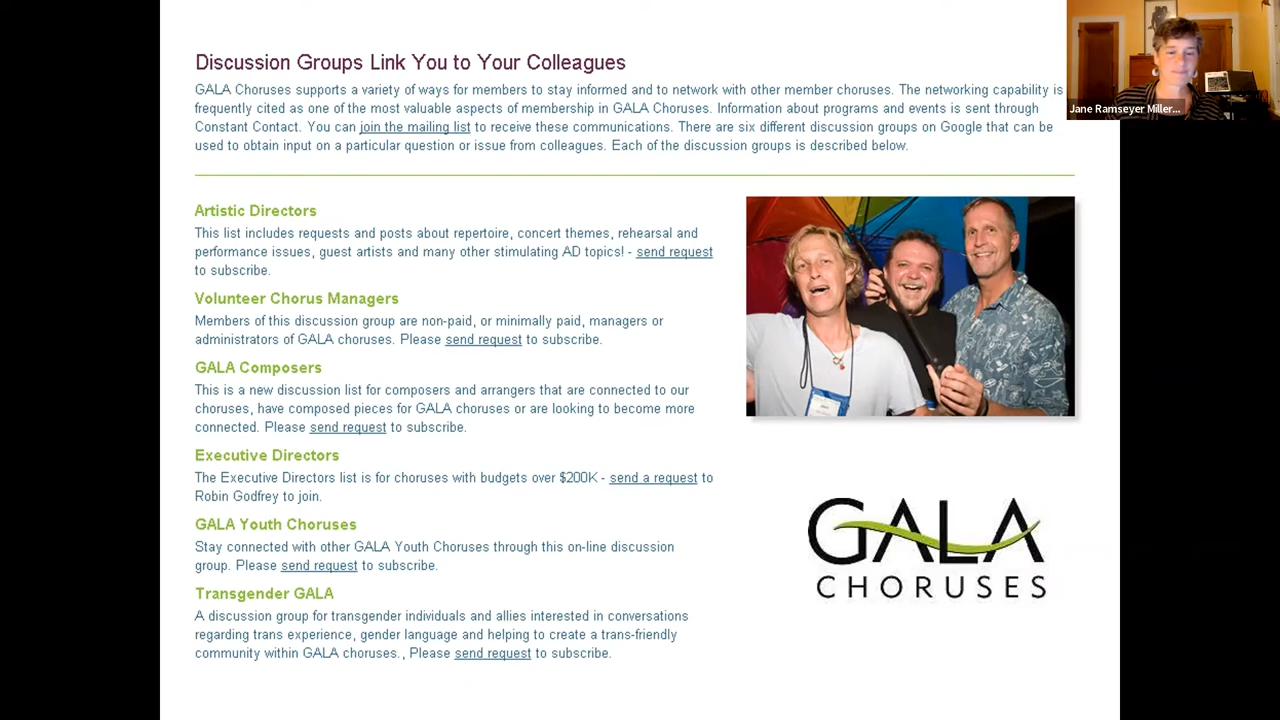 Discussion Groups Link You to Your Colleagues
GALA Choruses supports a variety of ways for members to stay informed and to network with other member choruses. The networking capability is
frequently cited as one of the most valuable aspects of membership in GALA Choruses. Information about programs and events is sent through
Constant Contact. You can join the mailing list to receive these communications. There are six different discussion groups on Google that can be
used to obtain input on a particular question or issue from colleagues. Each of the discussion groups is described below.
Jane Ramseyer Miller...
Artistic Directors
This list includes requests and posts about repertoire, concert themes, rehearsal and
performance issues, guest artists and many other stimulating AD topics! - send request
to subscribe.
Volunteer Chorus Managers
Members of this discussion group are non-paid, or minimally paid, managers or
administrators of GALA choruses. Please send request to subscribe.
GALA Composers
This is a new discussion list for composers and arrangers that are connected to our
choruses, have composed pieces for GALA choruses or are looking to become more
connected. Please send request to subscribe.
Executive Directors
The Executive Directors list is for choruses with budgets over $200K - send a request to
Robin Godfrey to join.
GALA Youth Choruses
Stay connected with other GALA Youth Choruses through this on-line discussion
group. Please send request to subscribe.
Transgender GALA
A discussion group for transgender individuals and allies interested in conversations
regarding trans experience, gender language and helping to create a trans-friendly
community within GALA choruses., Please send request to subscribe.
GALA
CHORUSES